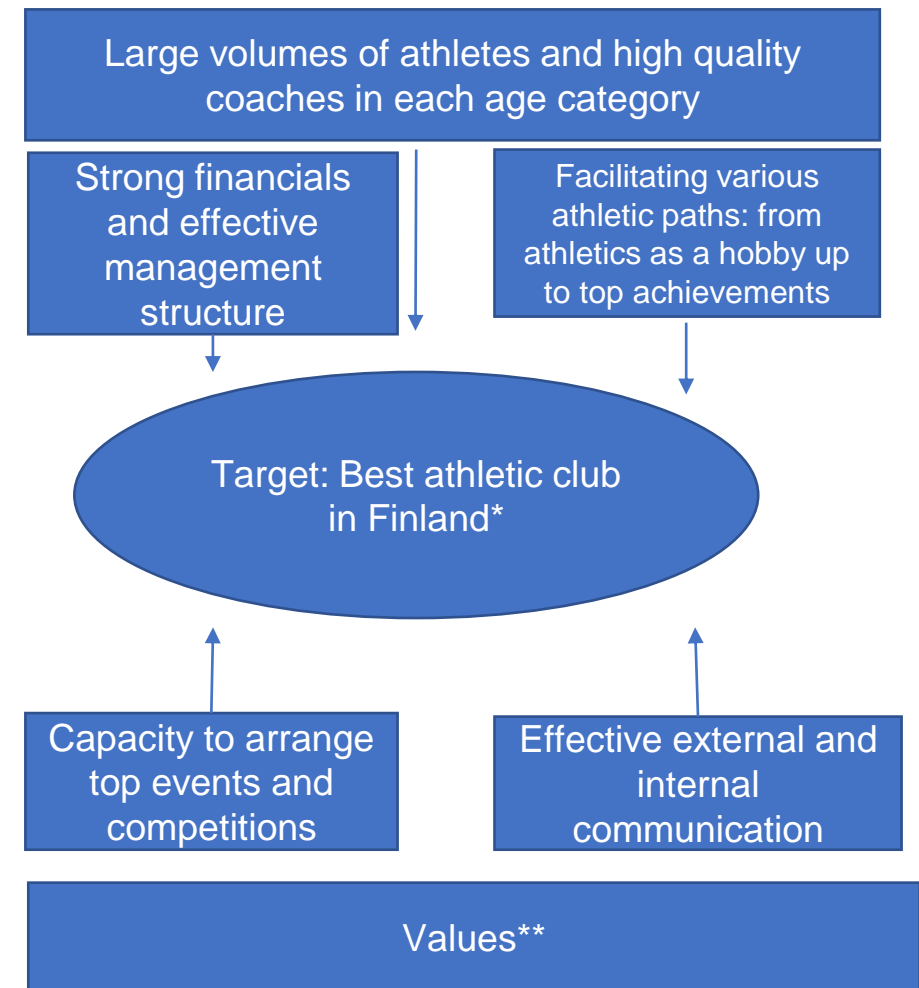 Large volumes of athletes and high quality
coaches in each age category
Strong financials
and effective
management
structure
Facilitating various
athletic paths: from
athletics as a hobby up
to top achievements
Target: Best athletic club
in Finland*
Capacity to arrange
top events and
competitions
Effective external and
internal
communication
Values**